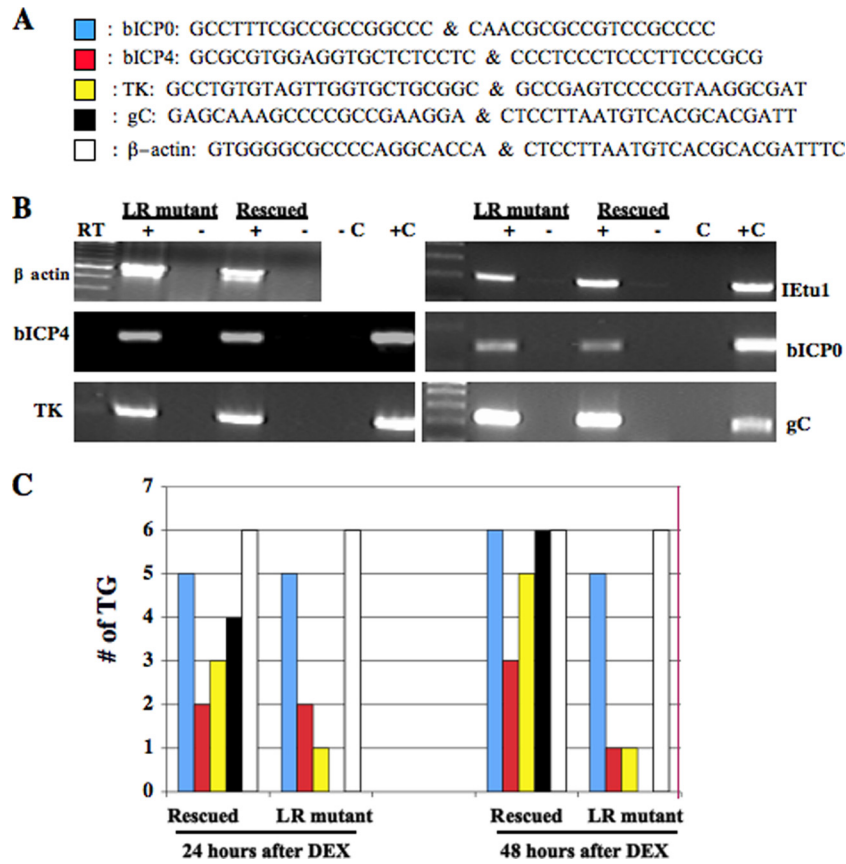 A
: bICP0: GCCTTTCGCCGCCGGCCC & CAACGCGCCGTCCGCCCC
: bICP4: GCGCGTGGAGGTGCTCTCCTC & CCCTCCCTCCCTTCCCGCG
: TK: GCCTGTGTAGTTGGTGCTGCGGC & GCCGAGTCCCCGTAAGGCGAT
: gC: GAGCAAAGCCCCGCCGAAGGA & CTCCTTAATGTCACGCACGATT
: β-actin: GTGGGGCGCCCCAGGCACCA & CTCCTTAATGTCACGCACGATTTC
B
LR mutant Rescued LR mutant Rescued
RT + - + - - C +C + - + - C +C
β actin IEtu1
bICP4 bICP0
TK gC
C
# of TG
7
6
5
4
3
2
1
0
Rescued LR mutant Rescued LR mutant
24 hours after DEX 48 hours after DEX